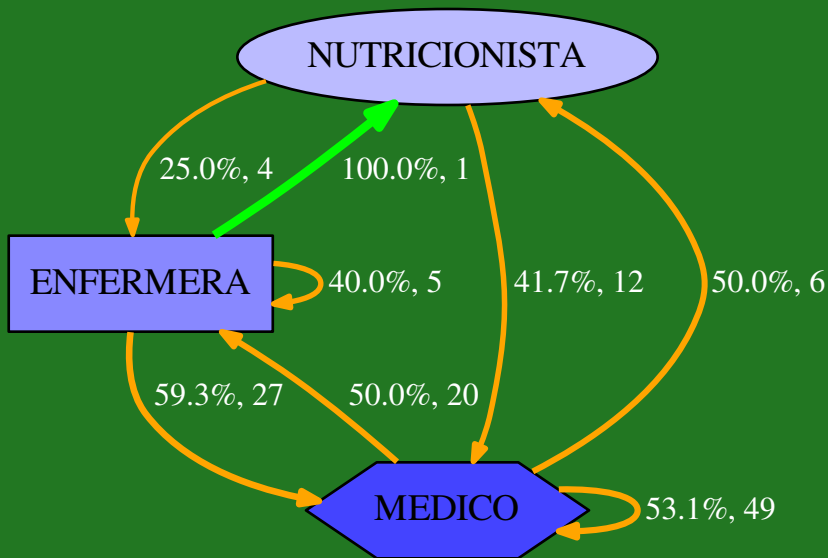 NUTRICIONISTA
25.0%, 4
100.0%, 1
ENFERMERA
40.0%, 5
41.7%, 12
50.0%, 6
59.3%, 27
50.0%, 20
MEDICO
53.1%, 49